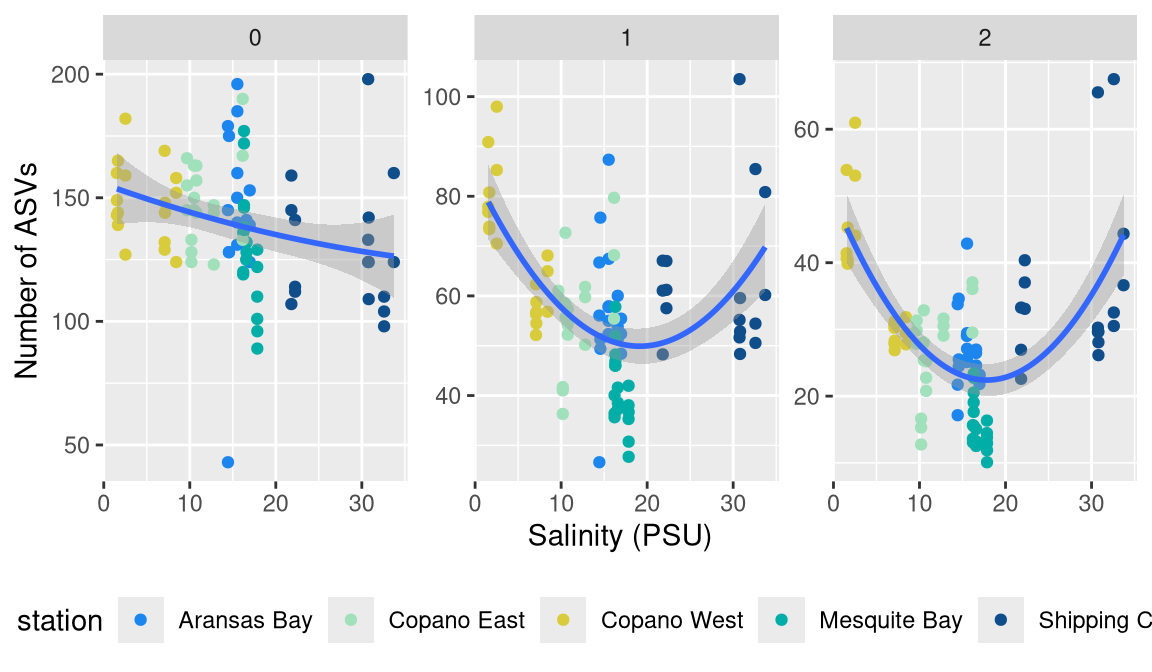 0 1 2
Number of ASVs
200
150
100
50
100
80
60
40
60
40
20
0 10 20 30 0 10 20 30 0 10 20 30
Salinity (PSU)
station Aransas Bay Copano East Copano West Mesquite Bay Shipping C